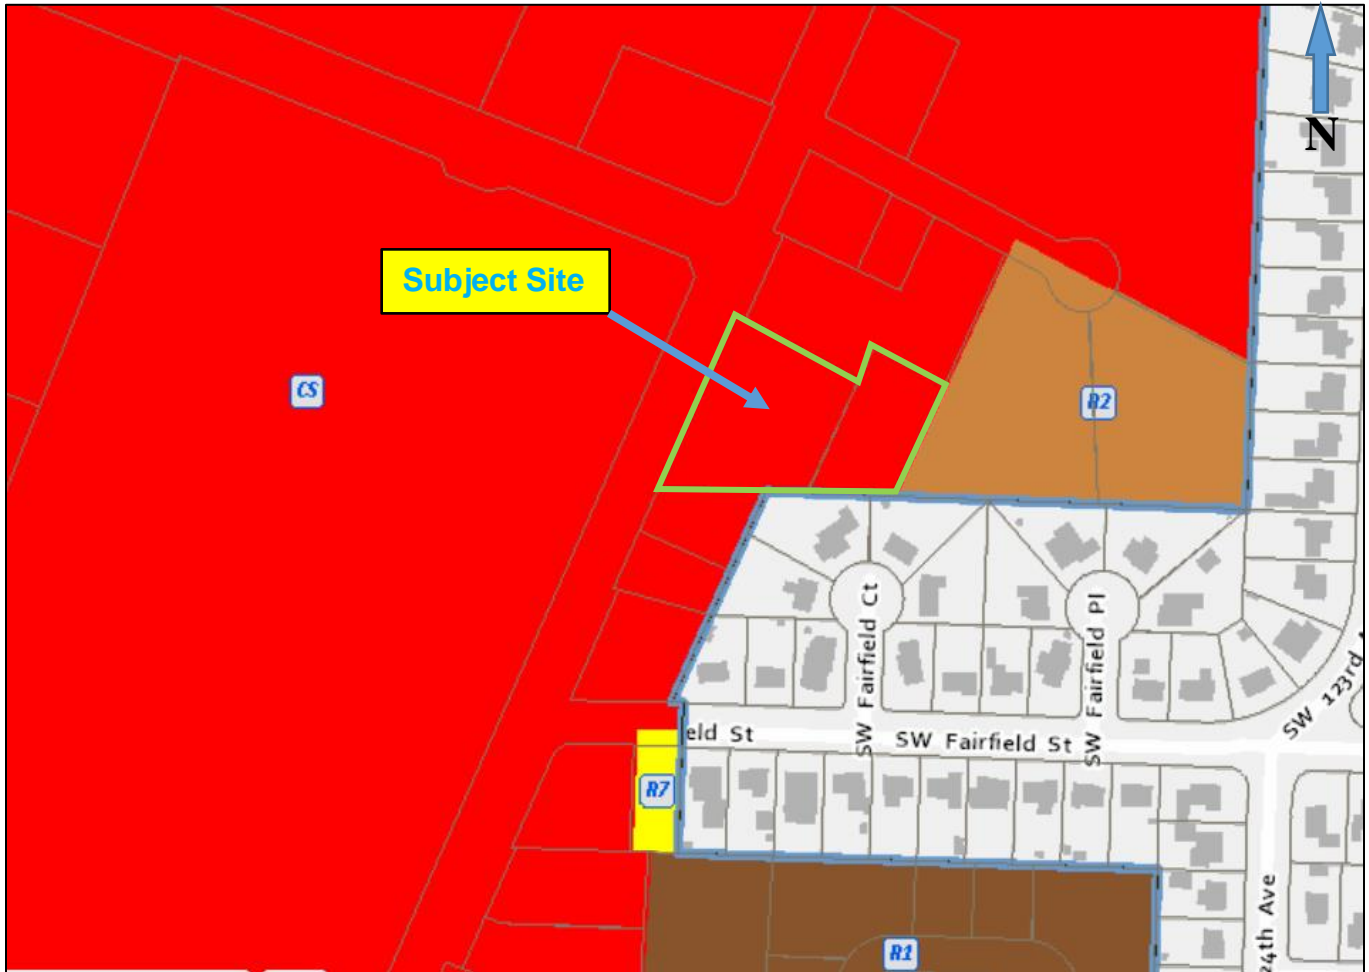 N
Subject Site
CS
R2
SW Fairfield Ct
SW Fairfield Pl
SW 123rd
eld St
SW Fairfield St
R7
24th Ave
R1